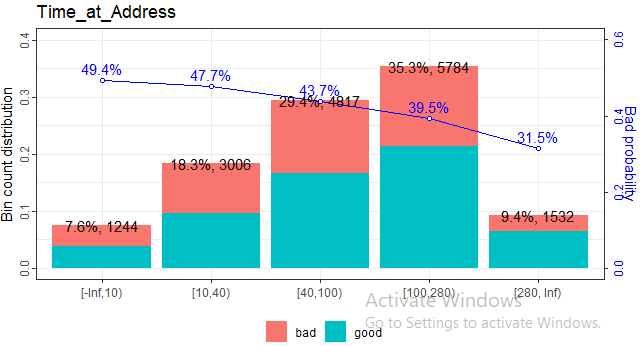 Time_at_Address
0.4
0.3
0.2
0.1
0.0
Bin count distribution
49.4%
47.7%
43.7%
39.5%
31.5%
7.6%, 1244
18.3%, 3006
29.4%, 4817
35.3%, 5784
9.4%, 1532
0.6
0.4
0.2
0.0
Bad probability
[-Inf,10)
[10,40)
[40,100)
[100,280)
[280, Inf)
Activate Windows
Go to Settings to activate Windows.
bad
good